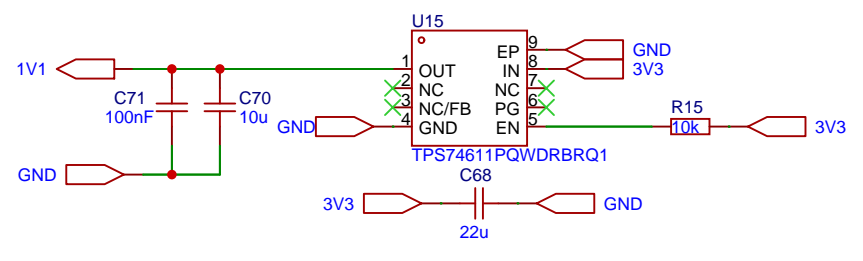 U15
1V1
C71
100nF
C70
10u
GND
1 OUT
2 NC
3 NC/FB
4 GND
GND
EP 9 GND
IN 8 3V3
NC 7
PG 6
EN 5
R15
10k
3V3
TPS74611PQWDRBRQ1
C68
3V3
GND
22u